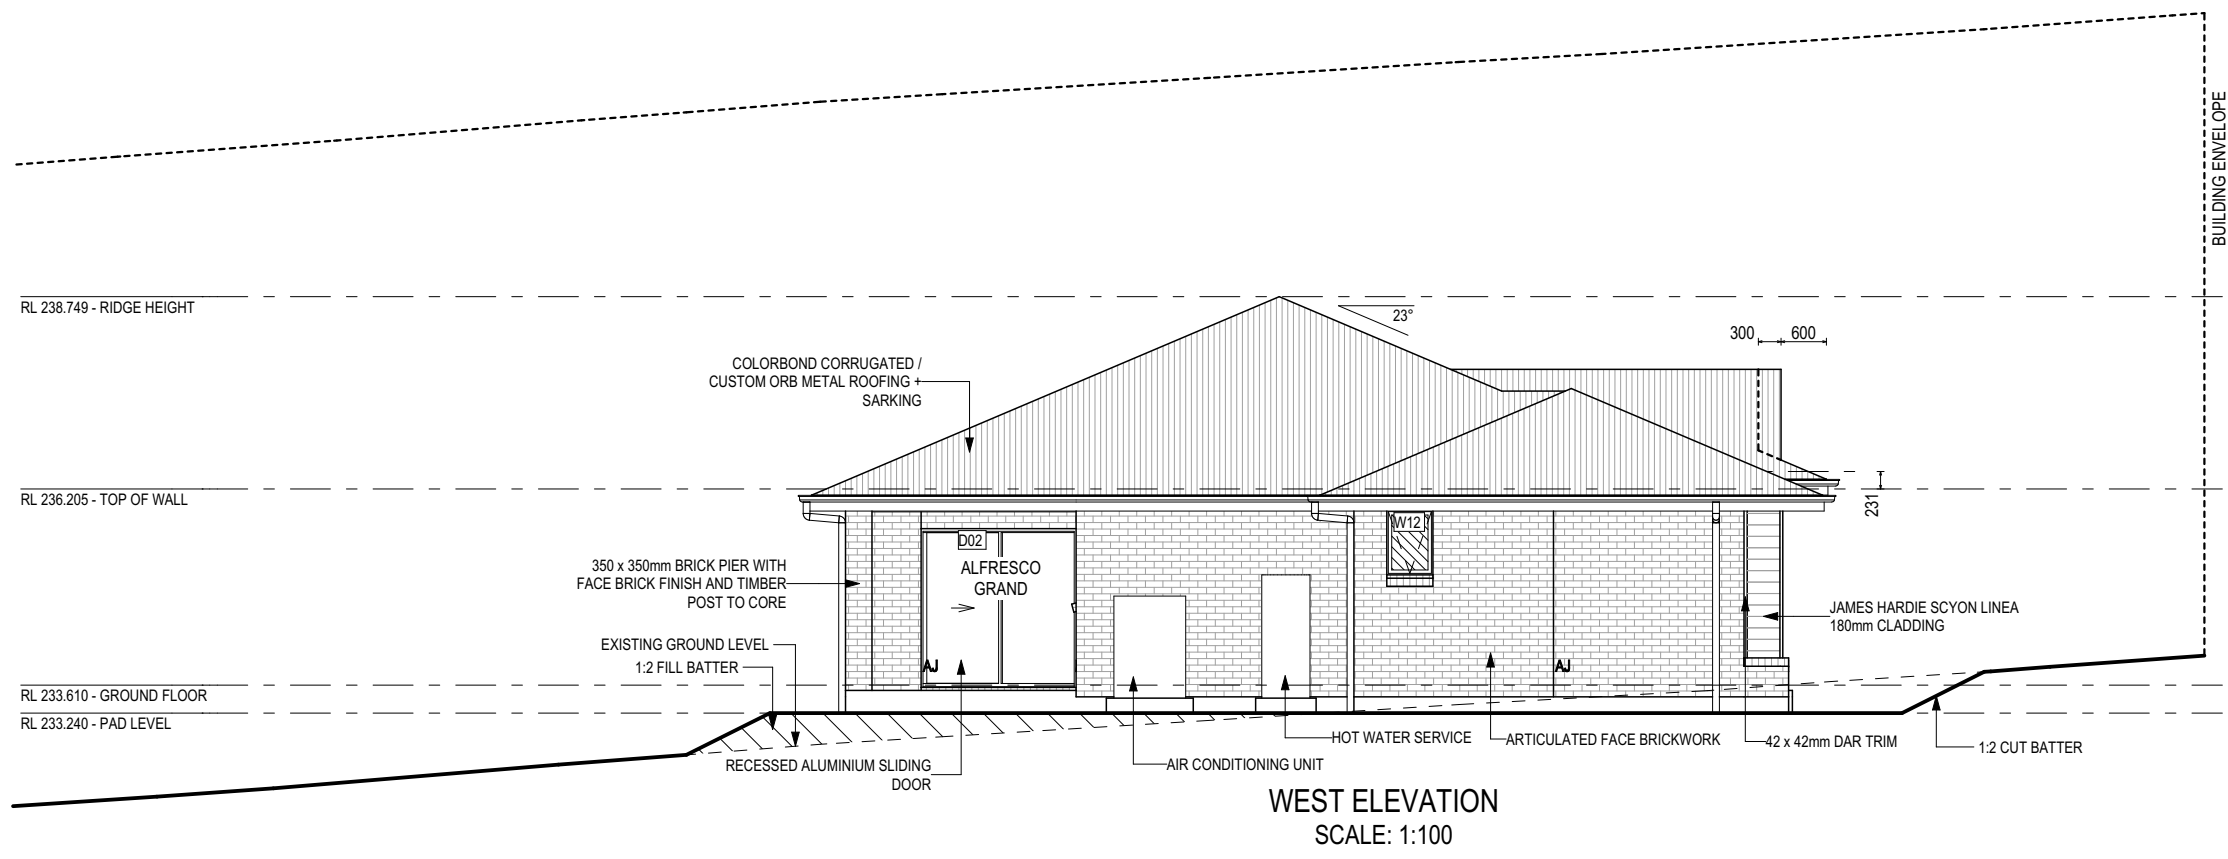 BUILDING ENVELOPE
RL 238.749 - RIDGE HEIGHT
23°
300
600
COLORBOND CORRUGATED /
CUSTOM ORB METAL ROOFING +
SARKING
RL 236.205 - TOP OF WALL
231
W12
D02
ALFRESCO
GRAND
350 x 350mm BRICK PIER WITH
FACE BRICK FINISH AND TIMBER
POST TO CORE
JAMES HARDIE SCYON LINEA
180mm CLADDING
EXISTING GROUND LEVEL
1:2 FILL BATTER
AJ
AJ
RL 233.610 - GROUND FLOOR
RL 233.240 - PAD LEVEL
HOT WATER SERVICE
ARTICULATED FACE BRICKWORK
42 x 42mm DAR TRIM
1:2 CUT BATTER
RECESSED ALUMINIUM SLIDING
DOOR
AIR CONDITIONING UNIT
WEST ELEVATION
SCALE: 1:100